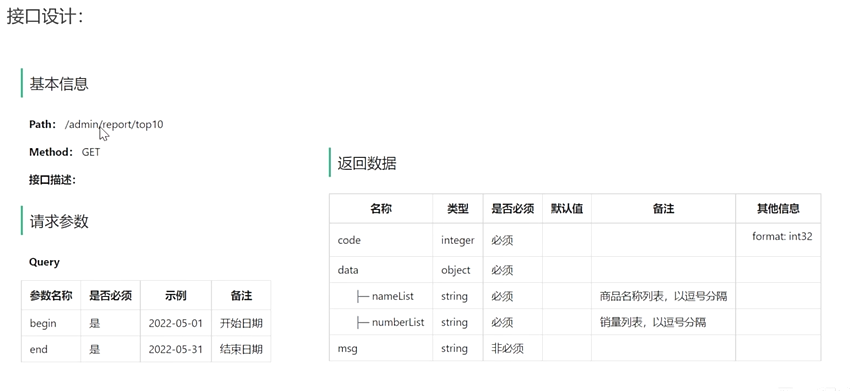 接口设计：
基本信息
Path： /admin/report/top10
Method： GET
接口描述：
请求参数
Query
参数名称 是否必须 示例 备注
begin 是 2022-05-01 开始日期
end 是 2022-05-31 结束日期
返回数据
名称 类型 是否必须 默认值 备注 其他信息
code integer 必须 format: int32
data object 必须
├─ nameList string 必须 商品名称列表，以逗号分隔
├─ numberList string 必须 销量列表，以逗号分隔
msg string 非必须